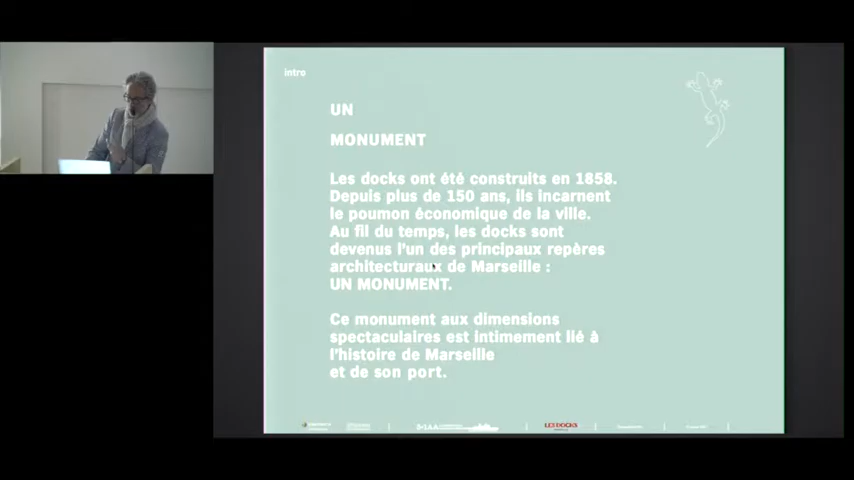 intro
UN
MONUMENT
Les docks ont été construits en 1858.
Depuis plus de 150 ans, ils incarnent
le poumon économique de la ville.
Au fil du temps, les docks sont
devenus l'un des principaux repères
architecturaux de Marseille :
UN MONUMENT.
Ce monument aux dimensions
spectaculaires est intimement lié à
l'histoire de Marseille
et de son port.
5+1AA
LES DOCKS